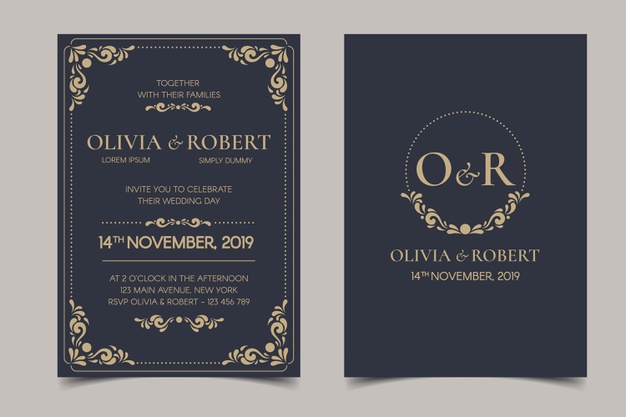 TOGETHER
WITH THEIR FAMILIES
OLIVIA & ROBERT
LOREM IPSUM SIMPLY DUMMY
INVITE YOU TO CELEBRATE
THEIR WEDDING DAY
14TH NOVEMBER, 2019
AT 2 O'CLOCK IN THE AFTERNOON
123 MAIN AVENUE, NEW YORK
RSVP OLIVIA & ROBERT – 123 456 789
O&R
OLIVIA & ROBERT
14TH NOVEMBER, 2019